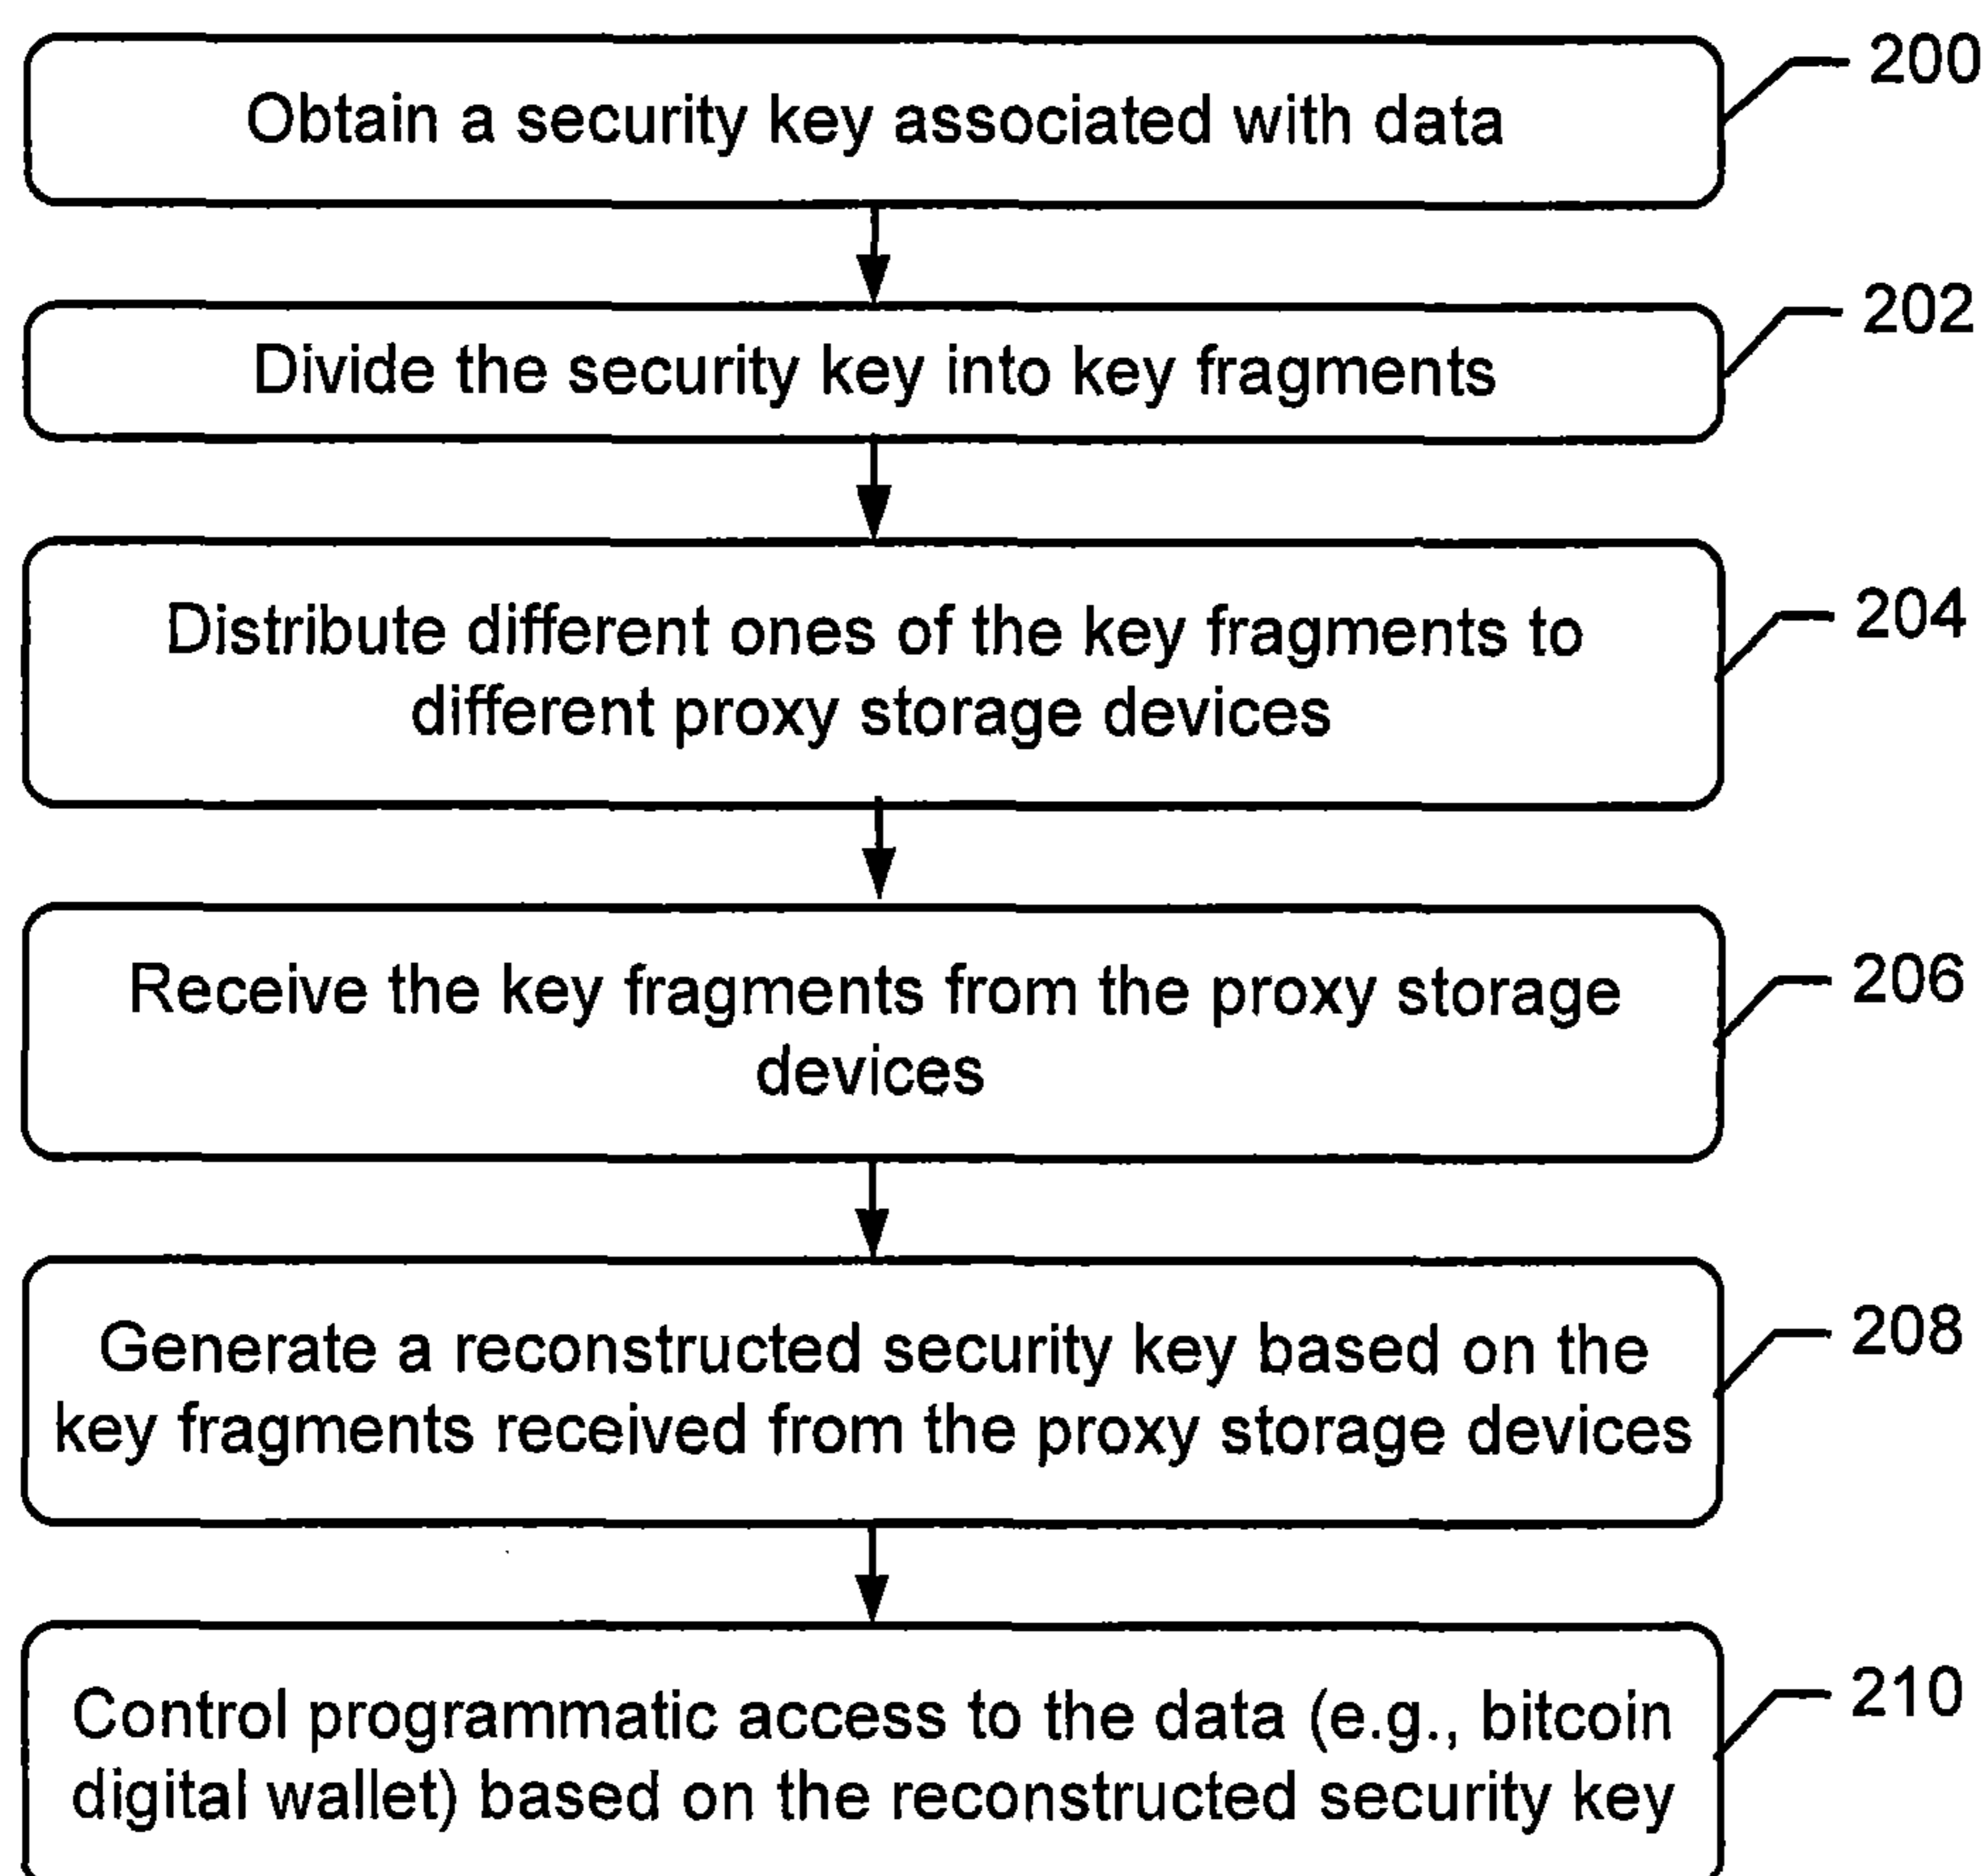 Obtain a security key associated with data
200
Divide the security key into key fragments
202
Distribute different ones of the key fragments to
different proxy storage devices
204
Receive the key fragments from the proxy storage
devices
206
Generate a reconstructed security key based on the
key fragments received from the proxy storage devices
208
Control programmatic access to the data (e.g., bitcoin
digital wallet) based on the reconstructed security key
210